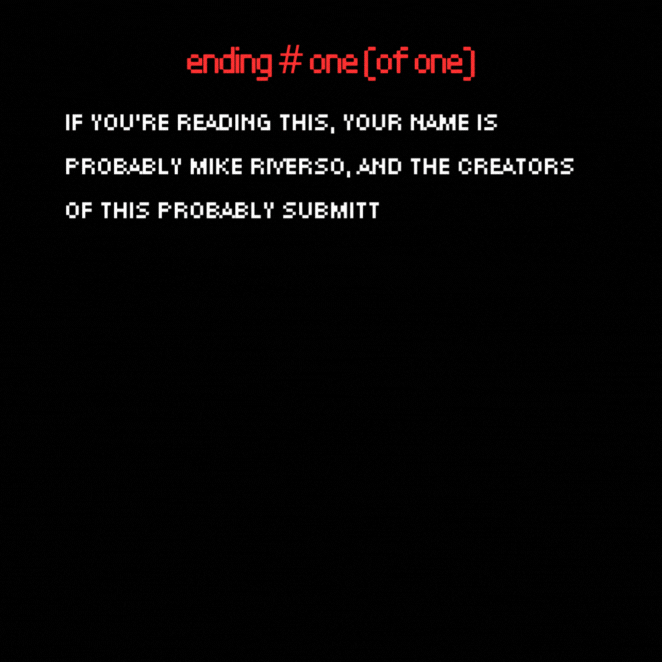 ending # one (of one)
IF YOU'RE READING THIS, YOUR NAME IS
PROBABLY MIKE RIVERSO, AND THE CREATORS
OF THIS PROBABLY SUBMITT